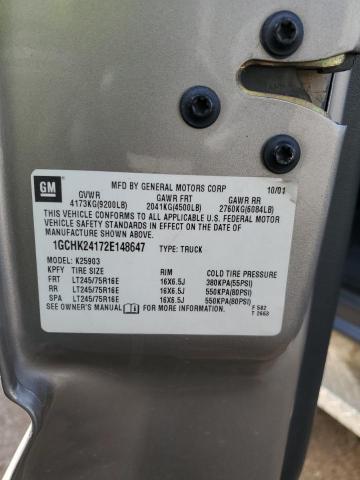 GM
MFD BY GENERAL MOTORS CORP 10/01
GVWR GAWR FRT GAWR RR
4173KG(9200LB) 2041KG(4500LB) 2760KG(6084LB)
THIS VEHICLE CONFORMS TO ALL APPLICABLE U.S. FEDERAL MOTOR
VEHICLE SAFETY STANDARDS IN EFFECT ON THE DATE OF
MANUFACTURE SHOWN ABOVE.
1GCHK24172E148647 TYPE: TRUCK
MODEL: K25903
KPFY TIRE SIZE RIM COLD TIRE PRESSURE
FRT LT245/75R16E 16X6.5J 380KPA(55PSI)
RR LT245/75R16E 16X6.5J 550KPA(80PSI)
SPA LT245/75R16E 16X6.5J 550KPA(80PSI)
SEE OWNER'S MANUAL FOR MORE INFORMATION. F 582
T 2653